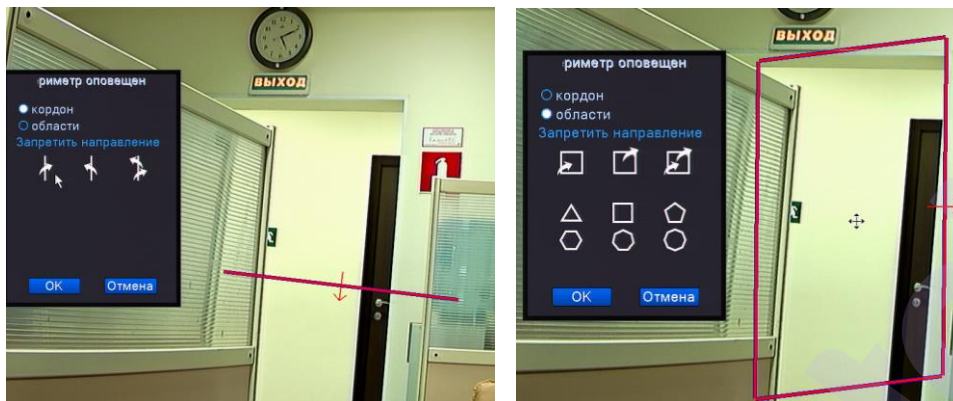 ВЫХОД
риметр оповещен
кордон
области
Запретить направление
OK
Отмена
ВЫХОД
риметр оповещен
кордон
области
Запретить направление
OK
Отмена